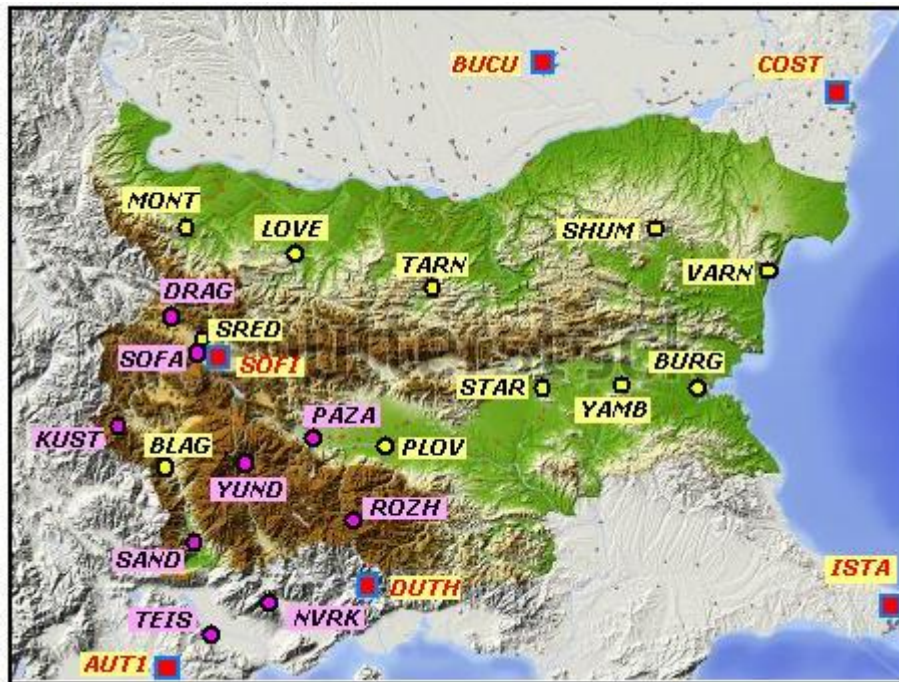 BUCU
COST
MONT
LOVE
SHUM
TARN
VARN
DRAG
SRED
SOFA
SOFI
BURG
STAR
YAMB
PAZA
KUST
BLAG
PLOV
YUND
ROZH
SAND
ISTA
DUTH
TEIS
NVRK
AUT1